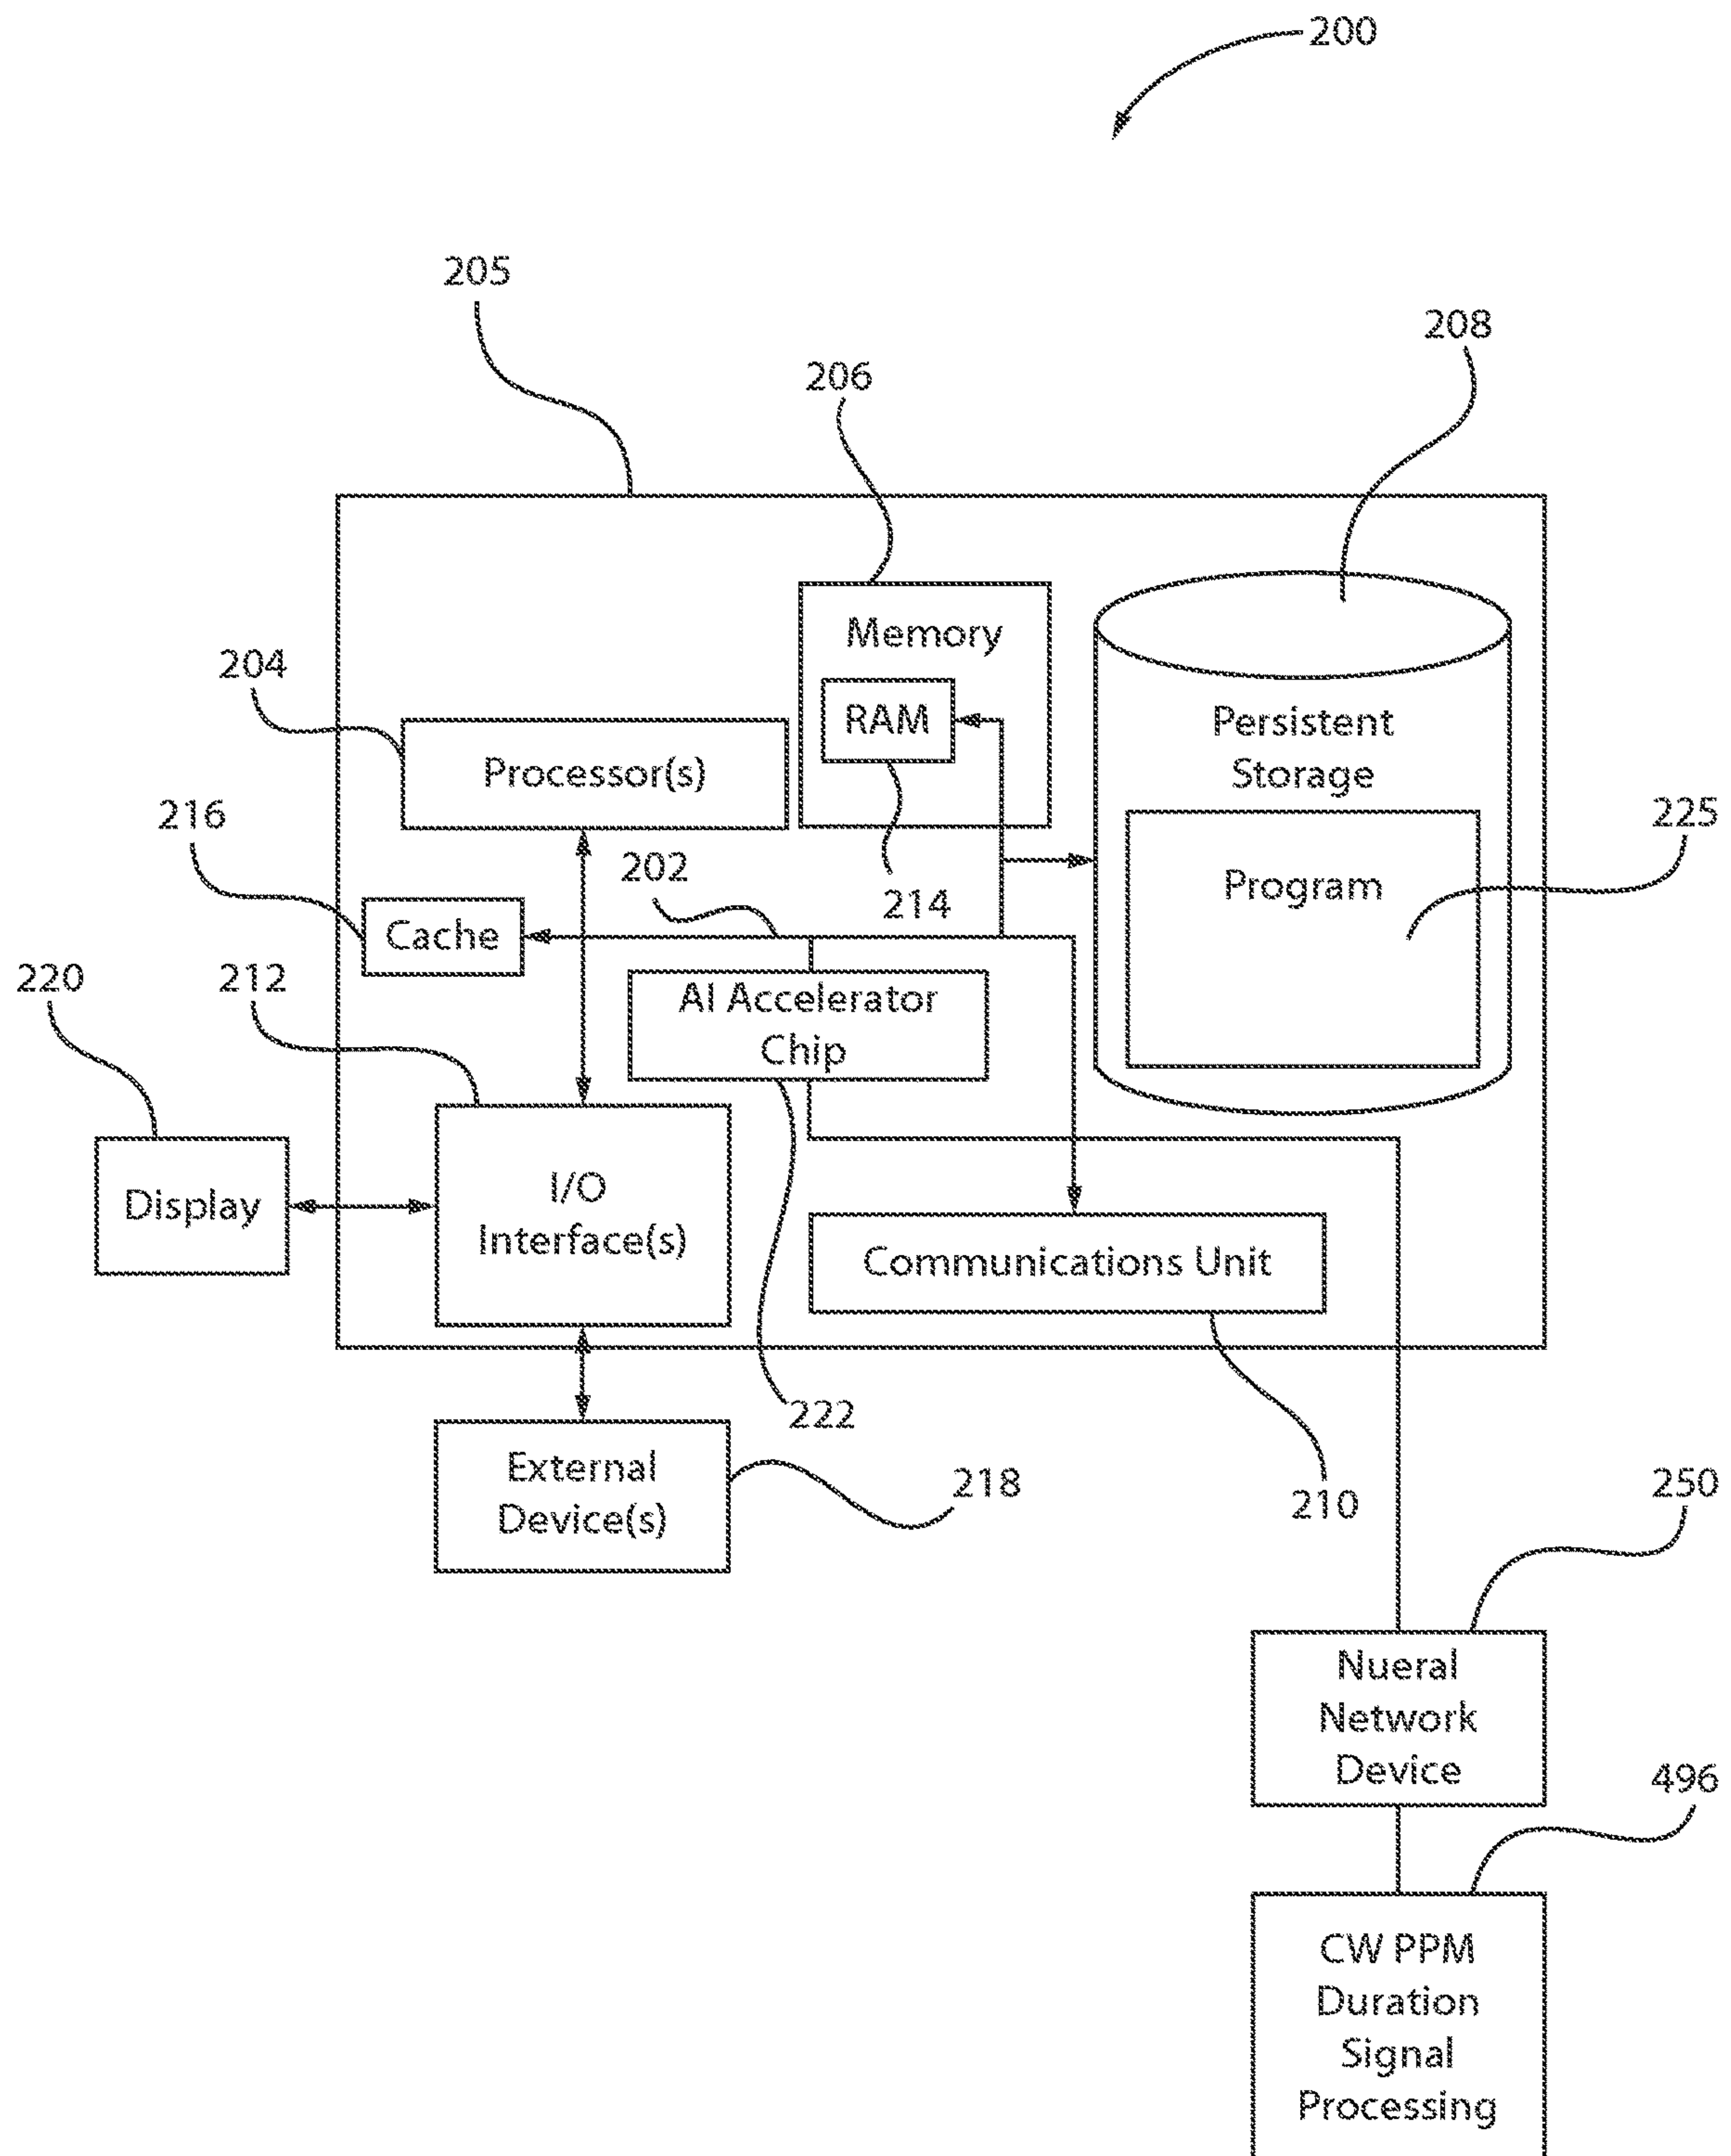 200
205
208
206
Memory
204
RAM
Persistent
Storage
Processor(s)
216
225
202
Program
214
Cache
220
212
AI Accelerator
Chip
I/O
Interface(s)
Display
Communications Unit
222
External
Device(s)
218
210
250
Nueral
Network
Device
496
CW PPM
Duration
Signal
Processing